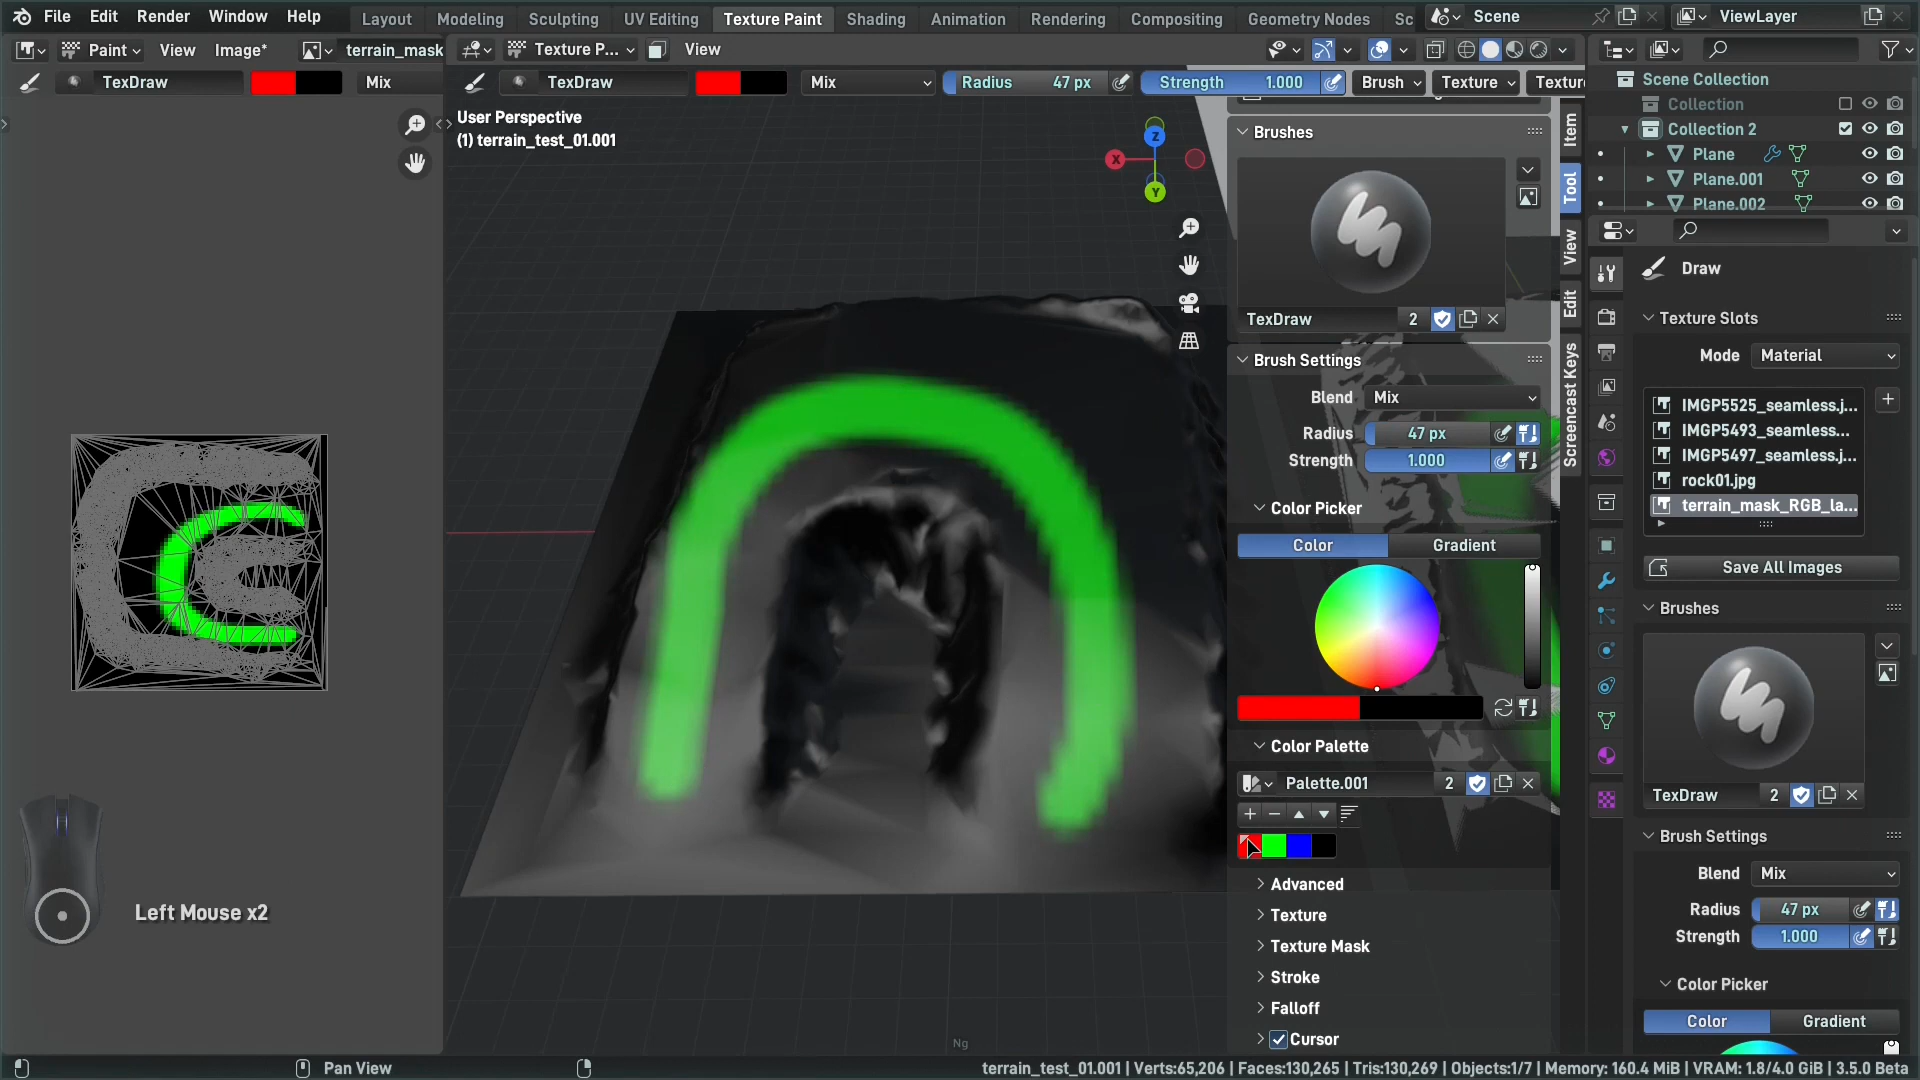 File Edit Render Window Help Layout Modeling Sculpting UV Editing Texture Paint Shading Animation Rendering Compositing Geometry Nodes Sc Scene ViewLayer
Paint View Image* terrain_mask Texture P... View
TexDraw Mix TexDraw Mix Radius 47 px Strength 1.000 Brush Texture Textur
User Perspective
(1) terrain_test_01.001
Z
X
Y
Brushes
TexDraw 2
Brush Settings
Blend Mix
Radius 47 px
Strength 1.000
Color Picker
Color Gradient
Color Palette
Palette.001 2
Advanced
Texture
Texture Mask
Stroke
Falloff
Cursor
Item
Tool
View
Edit
Screencast Keys
Scene Collection
Collection
Collection 2
Plane
Plane.001
Plane.002
Draw
Texture Slots
Mode Material
IMGP5525_seamless.j...
IMGP5493_seamless...
IMGP5497_seamless.j...
rock01.jpg
terrain_mask_RGB_la...
Save All Images
Brushes
TexDraw 2
Brush Settings
Blend Mix
Radius 47 px
Strength 1.000
Color Picker
Color Gradient
Left Mouse x2
Ng
Pan View
terrain_test_01.001 | Verts:65,206 | Faces:130,265 | Tris:130,269 | Objects:1/7 | Memory: 160.4 MiB | VRAM: 1.8/4.0 GiB | 3.5.0 Beta